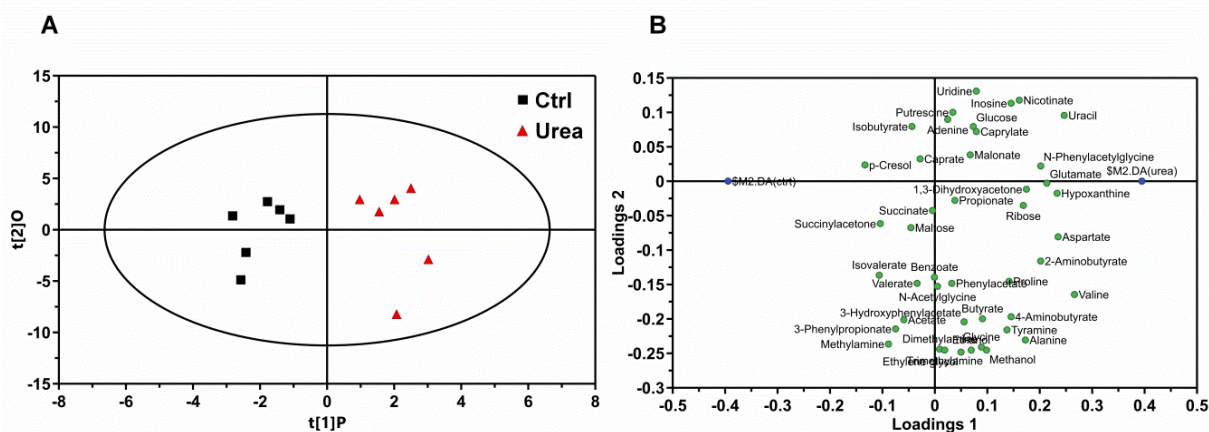 A
15
10
5
0
-5
-10
-15
-8
-6
-4
-2
0
2
4
6
8
t[2]O
t[1]P
Ctrl
Urea
B
0.15
0.1
0.05
0
-0.05
-0.1
-0.15
-0.2
-0.25
-0.3
-0.5
-0.4
-0.3
-0.2
-0.1
0
0.1
0.2
0.3
0.4
0.5
Loadings 2
Loadings 1
Uridine
Inosine
Nicotinate
Putrescine
Glucose
Uracil
Isobutyrate
Adenine
Caprylate
p-Cresol
Caprate
Malonate
N-Phenylacetylglycine
$M2.DA(ctrl)
Glutamate
$M2.DA(urea)
1,3-Dihydroxyacetone
Hypoxanthine
Propionate
Ribose
Succinate
Succinylacetone
Maltose
Aspartate
2-Aminobutyrate
Isovalerate
Benzoate
Valerate
Phenylacetate
Proline
N-Acetylglycine
Valine
3-Hydroxyphenylacetate
Butyrate
Acetate
4-Aminobutyrate
3-Phenylpropionate
Tyramine
Methylamine
Dimethylamine
Ethanol
Glycine
Alanine
Ethylene glycol
Trimethylamine
Methanol